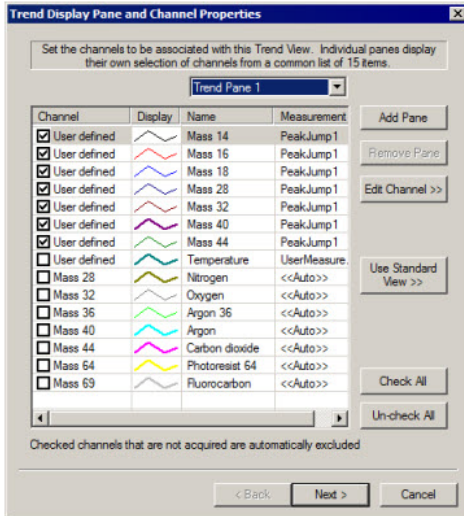 Trend Display Pane and Channel Properties
Set the channels to be associated with this Trend View. Individual panes display
their own selection of channels from a common list of 15 items.
Trend Pane 1
Channel Display Name Measurement
User defined Mass 14 PeakJump1
User defined Mass 16 PeakJump1
User defined Mass 18 PeakJump1
User defined Mass 28 PeakJump1
User defined Mass 32 PeakJump1
User defined Mass 40 PeakJump1
User defined Mass 44 PeakJump1
User defined Temperature UserMeasure.
Mass 28 Nitrogen <<Auto>>
Mass 32 Oxygen <<Auto>>
Mass 36 Argon 36 <<Auto>>
Mass 40 Argon <<Auto>>
Mass 44 Carbon dioxide <<Auto>>
Mass 64 Photoresist 64 <<Auto>>
Mass 69 Fluorocarbon <<Auto>>
Add Pane
Remove Pane
Edit Channel >>
Use Standard
View >>
Check All
Un-check All
Checked channels that are not acquired are automatically excluded
< Back Next > Cancel